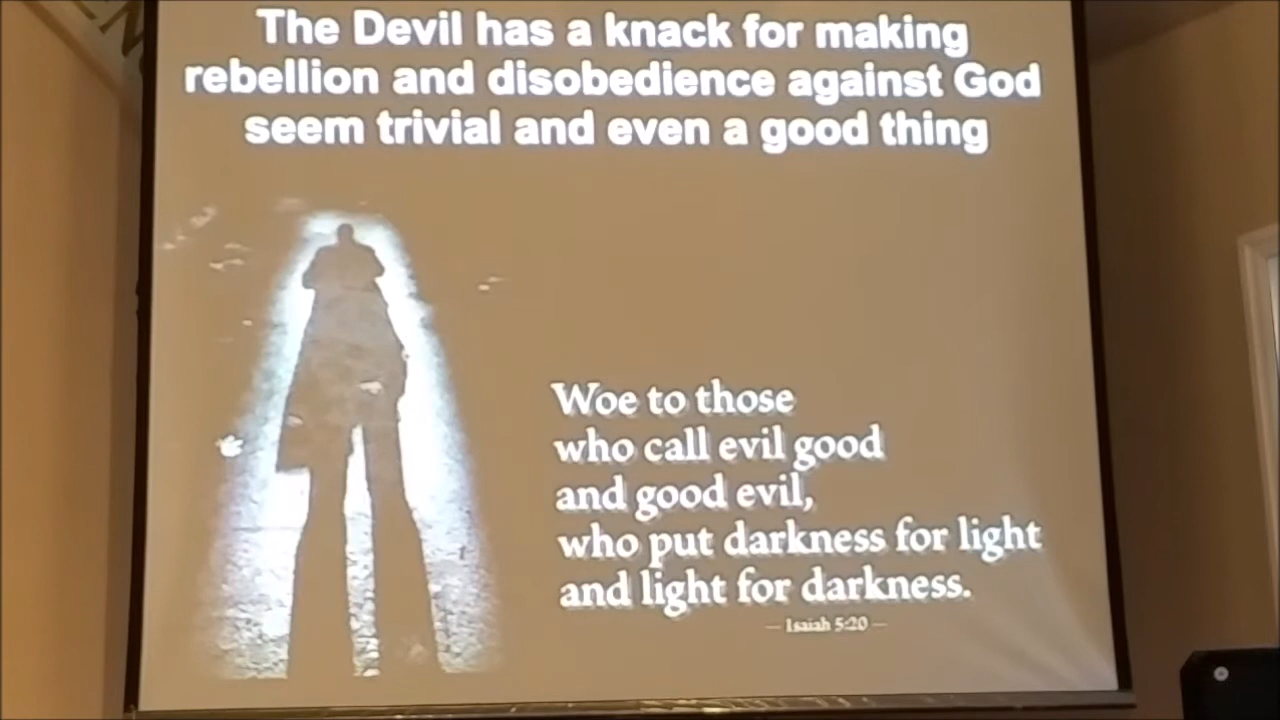 The Devil has a knack for making
rebellion and disobedience against God
seem trivial and even a good thing
Woe to those
who call evil good
and good evil,
who put darkness for light
and light for darkness.
— Isaiah 5:20 —